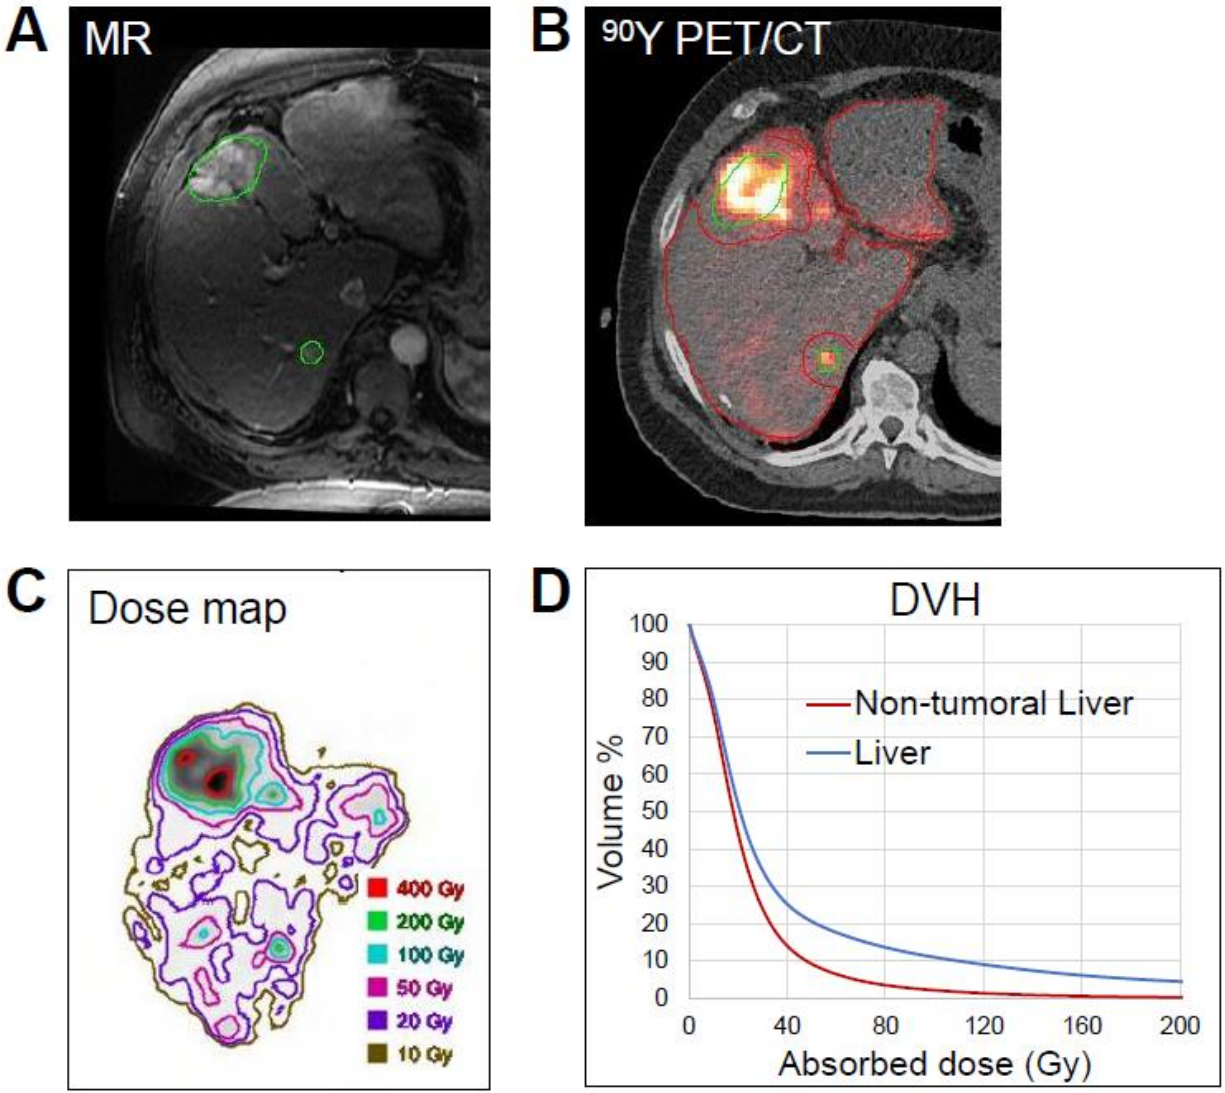 A
MR
B
⁹⁰Y PET/CT
C
Dose map
400 Gy
200 Gy
100 Gy
50 Gy
20 Gy
10 Gy
D
DVH
100
90
80
70
60
50
40
30
20
10
0
Volume %
Non-tumoral Liver
Liver
0 40 80 120 160 200
Absorbed dose (Gy)